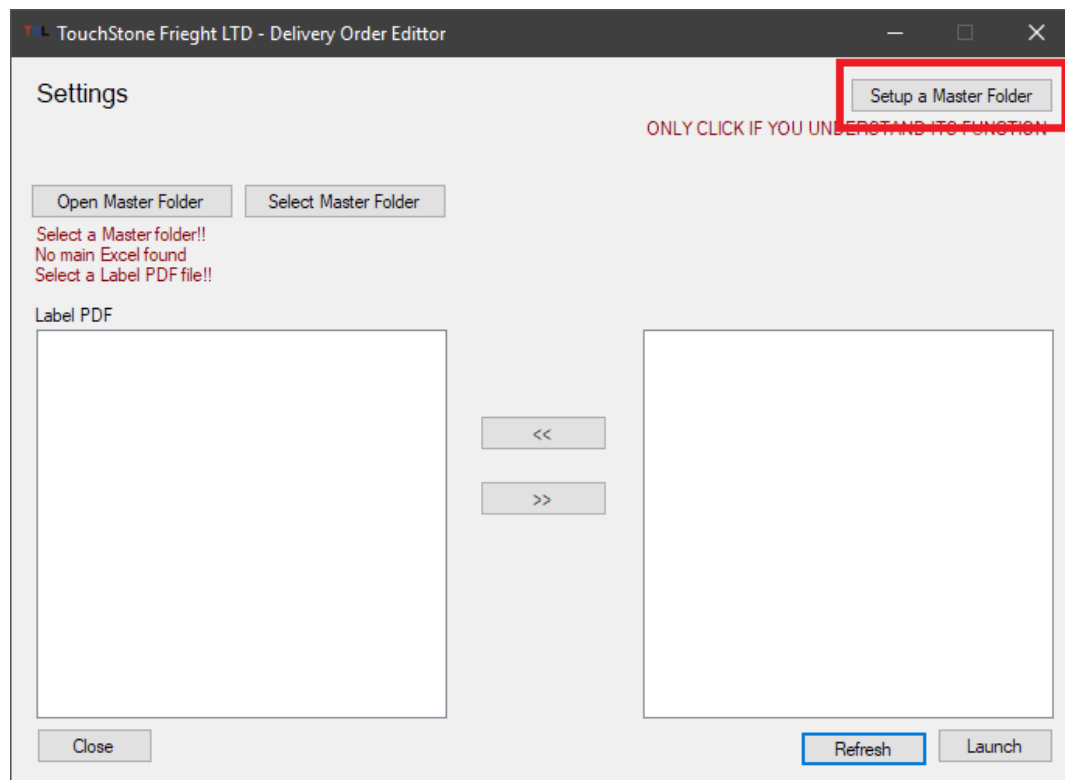 TSL TouchStone Frieght LTD - Delivery Order Edittor
Settings
Setup a Master Folder
ONLY CLICK IF YOU UNDERSTAND ITS FUNCTION
Open Master Folder Select Master Folder
Select a Master folder!!
No main Excel found
Select a Label PDF file!!
Label PDF
<<
>>
Close Refresh Launch